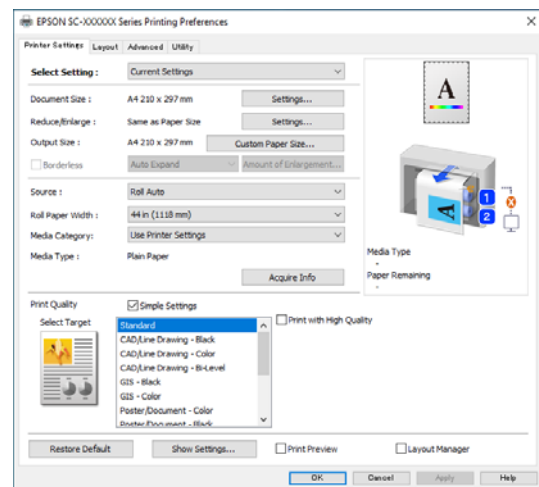 EPSON SC-XXXXXX Series Printing Preferences
Printer Settings Layout Advanced Utility
Select Setting : Current Settings
Document Size : A4 210 x 297 mm Settings...
Reduce/Enlarge : Same as Paper Size Settings...
Output Size : A4 210 x 297 mm Custom Paper Size...
Borderless Auto Expand Amount of Enlargement...
Source : Roll Auto
Roll Paper Width : 44 in (1118 mm)
Media Category: Use Printer Settings
Media Type : Plain Paper
Acquire Info
A
A
1
2
Media Type
-
Paper Remaining
-
Print Quality Simple Settings
Select Target
Standard
CAD/Line Drawing - Black
CAD/Line Drawing - Color
CAD/Line Drawing - Bi-Level
GIS - Black
GIS - Color
Poster/Document - Color
Poster/Document - Black
Print with High Quality
Restore Default Show Settings... Print Preview Layout Manager
OK Cancel Apply Help